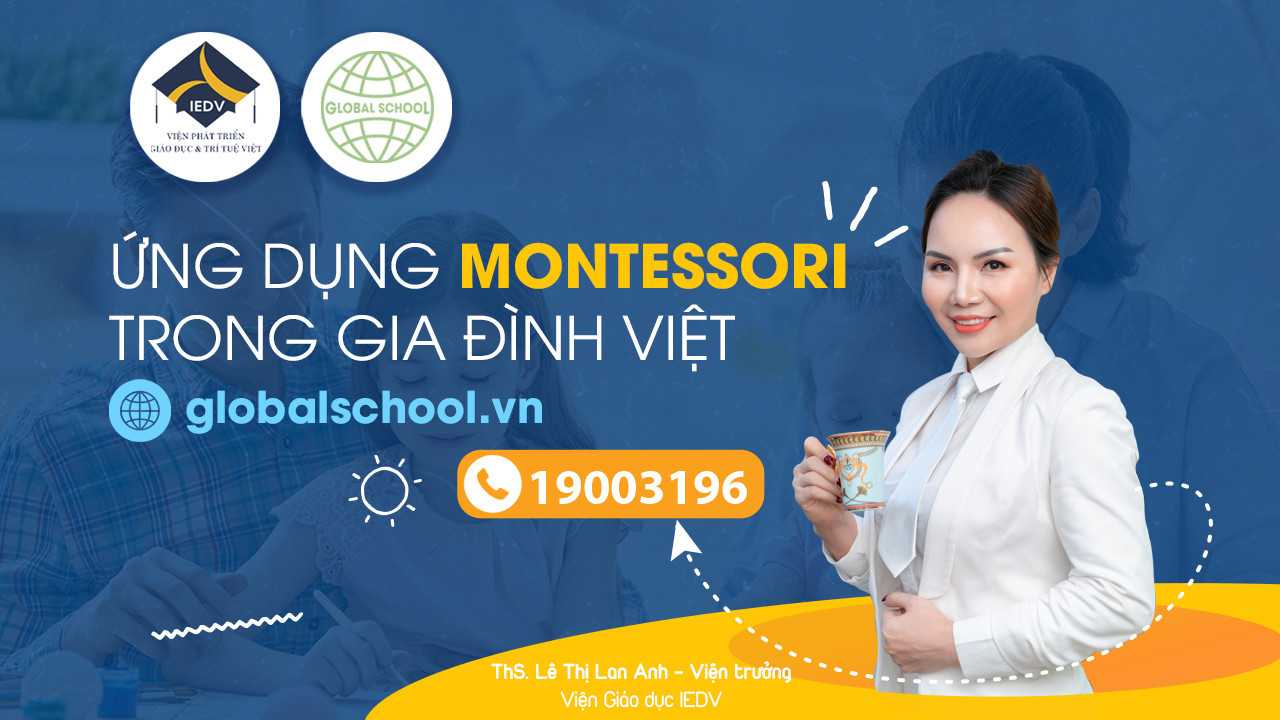 IEDV
VIỆN PHÁT TRIỂN
GIÁO DỤC & TRÍ TUỆ VIỆT
GLOBAL SCHOOL
ỨNG DỤNG MONTESSORI
TRONG GIA ĐÌNH VIỆT
globalschool.vn
19003196
ThS. Lê Thị Lan Anh - Viện trưởng
Viện Giáo dục IEDV